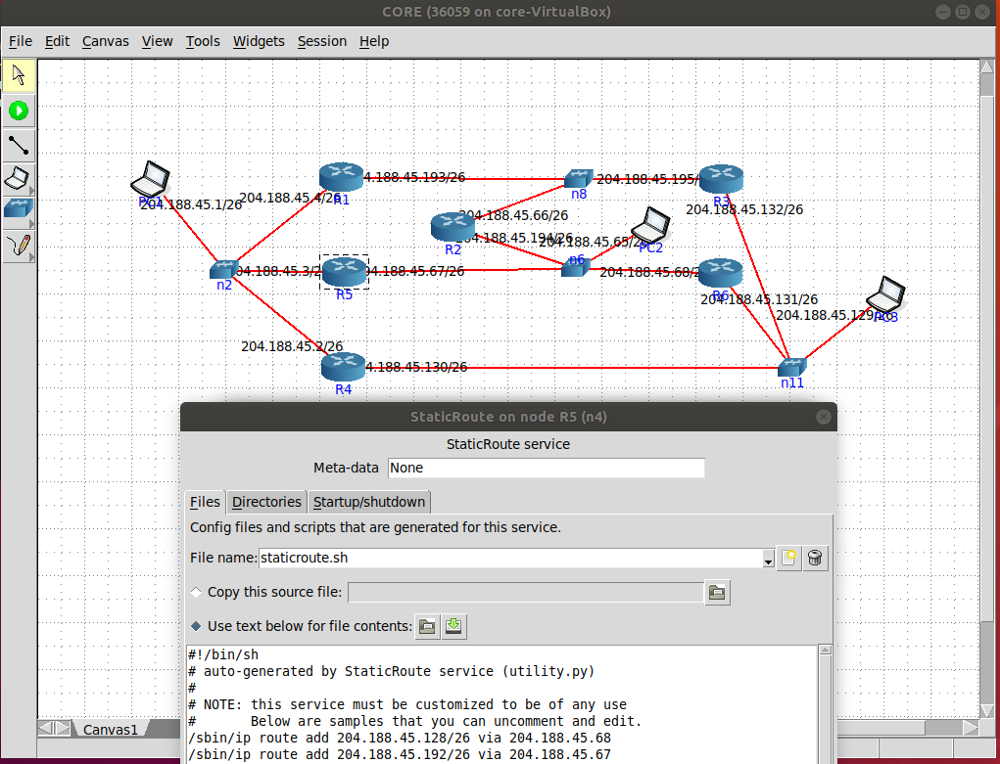 CORE (36059 on core-VirtualBox)
File Edit Canvas View Tools Widgets Session Help
204.188.45.1/26
204.188.45.4/26
R1
4.188.45.193/26
n8
204.188.45.195/
R3
204.188.45.132/26
204.188.45.66/26
R2
204.188.45.194/26
204.188.45.65/2
PC2
n6
n2
04.188.45.3/2
R5
04.188.45.67/26
204.188.45.68/2
R6
204.188.45.131/26
204.188.45.129/26
PC3
204.188.45.2/26
R4
4.188.45.130/26
n11
StaticRoute on node R5 (n4)
StaticRoute service
Meta-data None
Files Directories Startup/shutdown
Config files and scripts that are generated for this service.
File name: staticroute.sh
Copy this source file:
Use text below for file contents:
#!/bin/sh
# auto-generated by StaticRoute service (utility.py)
#
# NOTE: this service must be customized to be of any use
#       Below are samples that you can uncomment and edit.
/sbin/ip route add 204.188.45.128/26 via 204.188.45.68
/sbin/ip route add 204.188.45.192/26 via 204.188.45.67
Canvas1